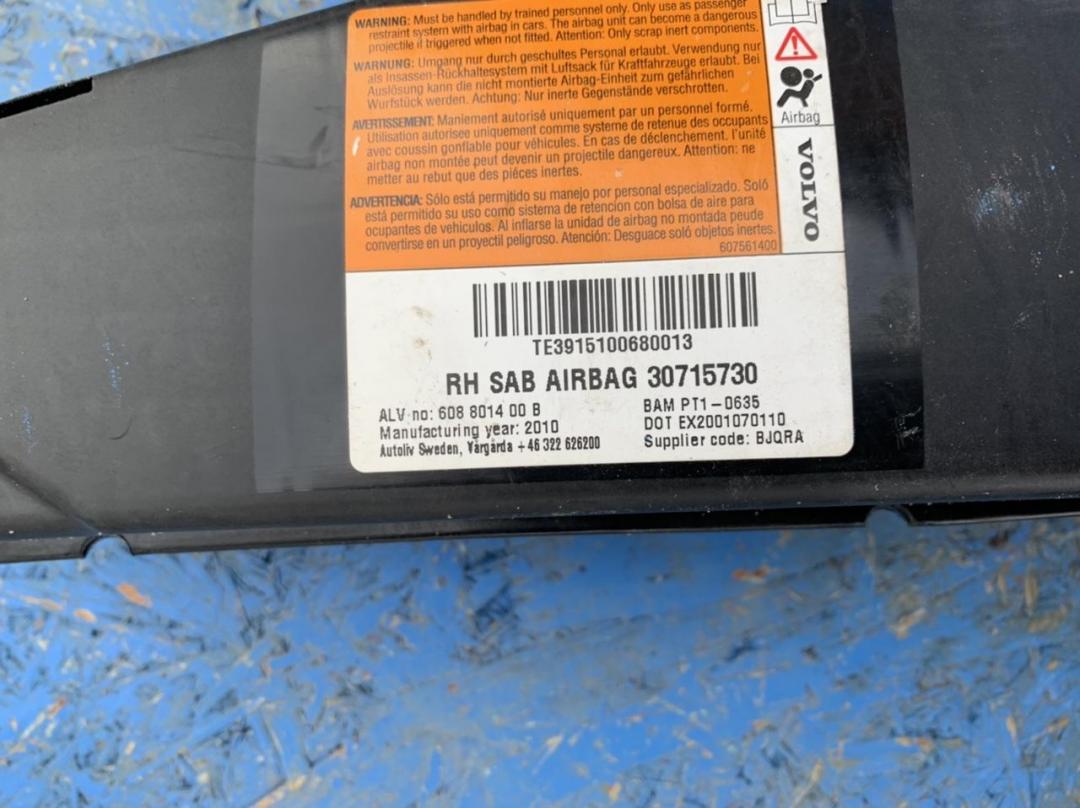 WARNING: Must be handled by trained personnel only. Only use as passenger
restraint system with airbag in cars. The airbag unit can become a dangerous
projectile if triggered when not fitted. Attention: Only scrap inert components.
WARNUNG: Umgang nur durch geschultes Personal erlaubt. Verwendung nur
als Insassen-Rückhaltesystem mit Luftsack für Kraftfahrzeuge erlaubt. Bei
Auslösung kann die nicht montierte Airbag-Einheit zum gefährlichen
Wurfstück werden. Achtung: Nur inerte Gegenstände verschrotten.
AVERTISSEMENT: Maniement autorisé uniquement par un personnel formé.
Utilisation autorisee uniquement comme systeme de retenue des occupants
avec coussin gonflable pour véhicules. En cas de déclenchement. l'unité
airbag non montée peut devenir un projectile dangereux. Attention: ne
metter au rebut que des piéces inertes.
ADVERTENCIA: Sólo está permitido su manejo por personal especializado. Soló
está permitido su uso como sistema de retencion con bolsa de aire para
ocupantes de vehiculos. Al inflarse la unidad de airbag no montada peude
convertirse en un proyectil peligroso. Atención: Desguace soló objetos inertes.
607561400
Airbag
VOLVO
TE3915100680013
RH SAB AIRBAG 30715730
ALV no: 608 8014 00 B
Manufacturing year: 2010
Autoliv Sweden, Vårgårda +46 322 626200
BAM PT1-0635
DOT EX2001070110
Supplier code: BJQRA